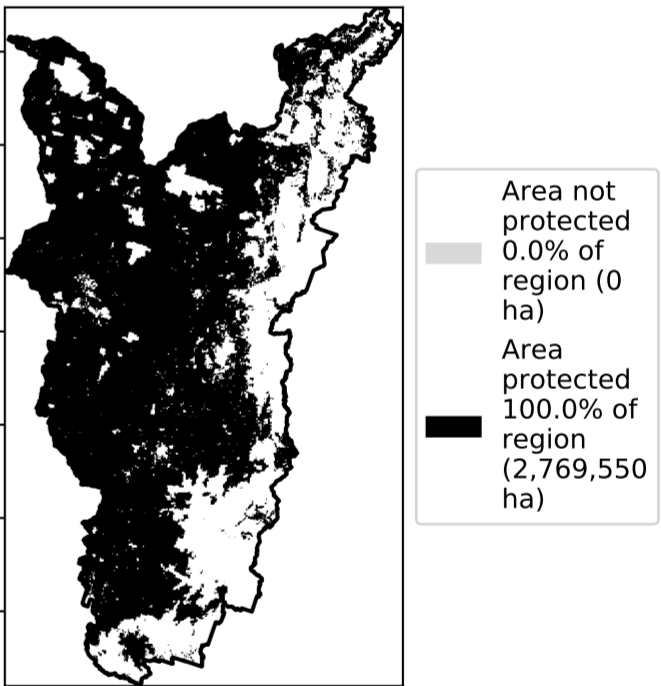 Area not
protected
0.0% of
region (0
ha)
Area
protected
100.0% of
region
(2,769,550
ha)